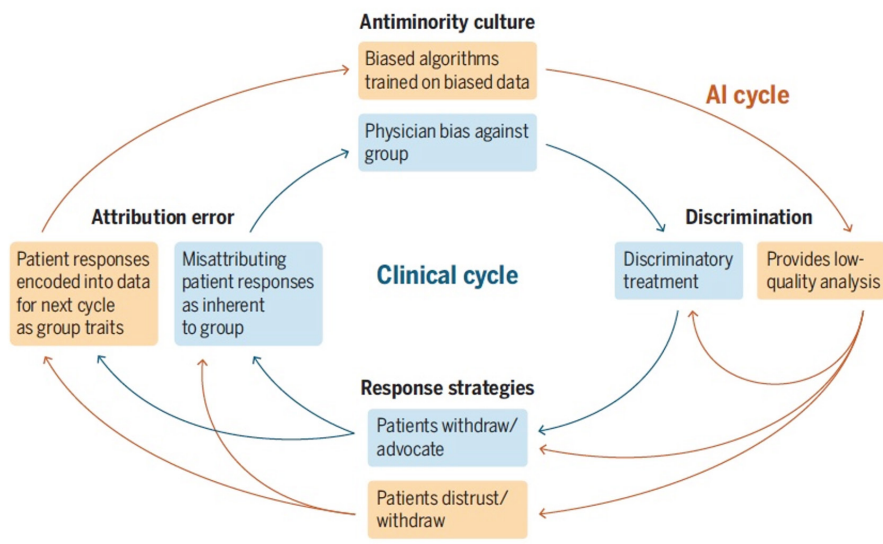 Antiminority culture
Biased algorithms
trained on biased data
AI cycle
Physician bias against
group
Attribution error
Discrimination
Patient responses
encoded into data
for next cycle
as group traits
Misattributing
patient responses
as inherent
to group
Clinical cycle
Discriminatory
treatment
Provides low-
quality analysis
Response strategies
Patients withdraw/
advocate
Patients distrust/
withdraw